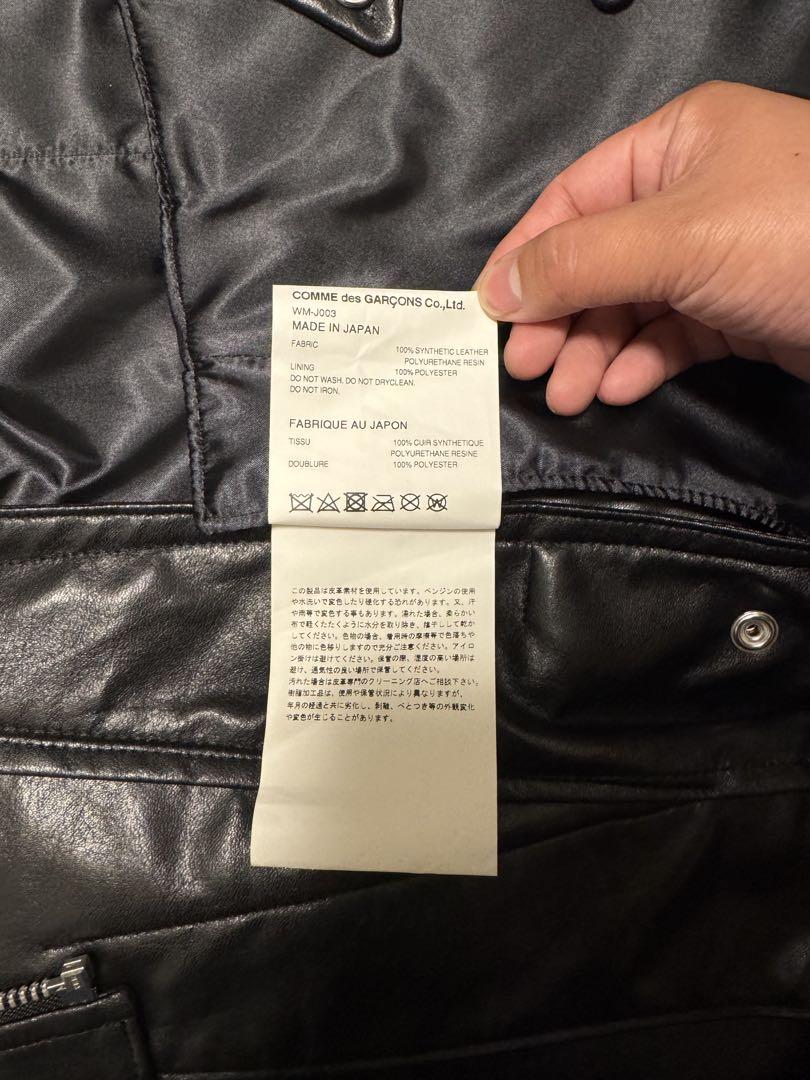 COMME des GARÇONS Co.,Ltd.
WM-J003
MADE IN JAPAN
FABRIC 100% SYNTHETIC LEATHER
POLYURETHANE RESIN
LINING 100% POLYESTER
DO NOT WASH. DO NOT DRYCLEAN.
DO NOT IRON.
FABRIQUE AU JAPON
TISSU 100% CUIR SYNTHETIQUE
POLYURETHANE RESINE
DOUBLURE 100% POLYESTER
この製品は皮革素材を使用しています。ベンジンの使用
や水洗いで変色したり硬化する恐れがあります。又、汗
や雨等で変色する事もあります。濡れた場合、柔らかい
布で軽くたたくように水分を取り除き、陰干しして乾か
してください。色物の場合、着用時の摩擦等で色落ちや
他の物に色移りしますので充分ご注意ください。アイロ
ン掛けは避けてください。保管の際、湿度の高い場所は
避け、通気性の良い場所で保管してください。
汚れた場合は皮革専門のクリーニング店へご相談下さい。
樹脂加工品は、使用や保管状況により異なりますが、
年月の経過と共に劣化し、剥離、べとつき等の外観変化
や変色が生じることがあります。